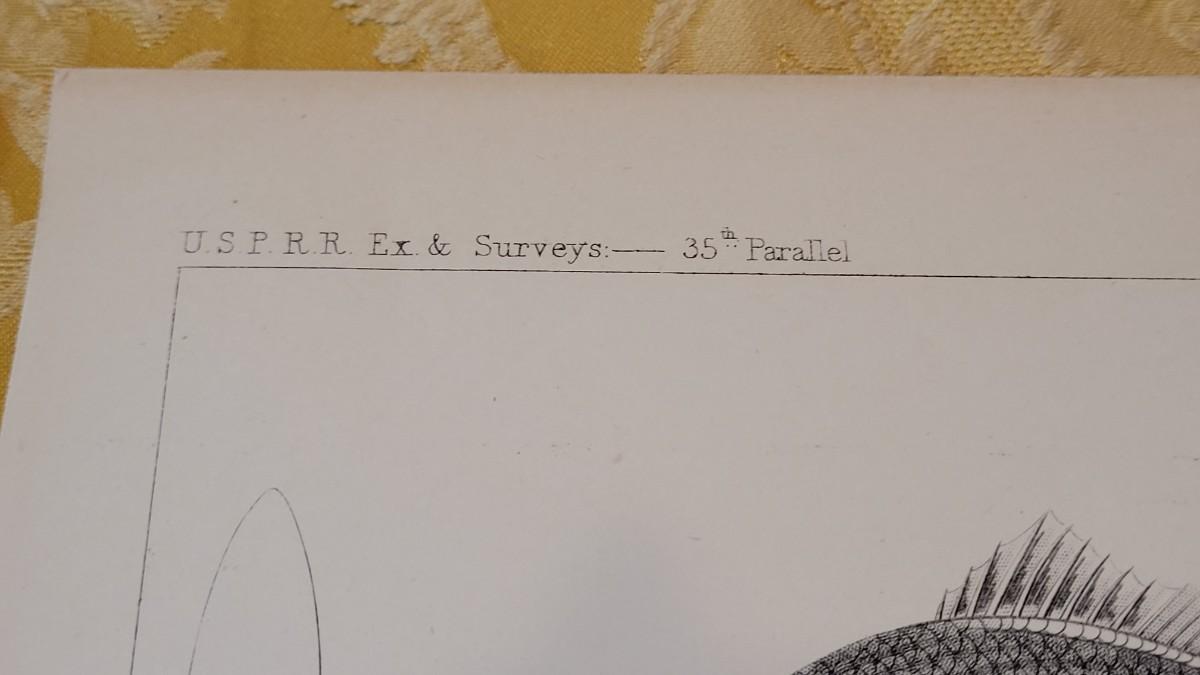 U.S.P.R.R. Ex. & Surveys:— 35th Parallel